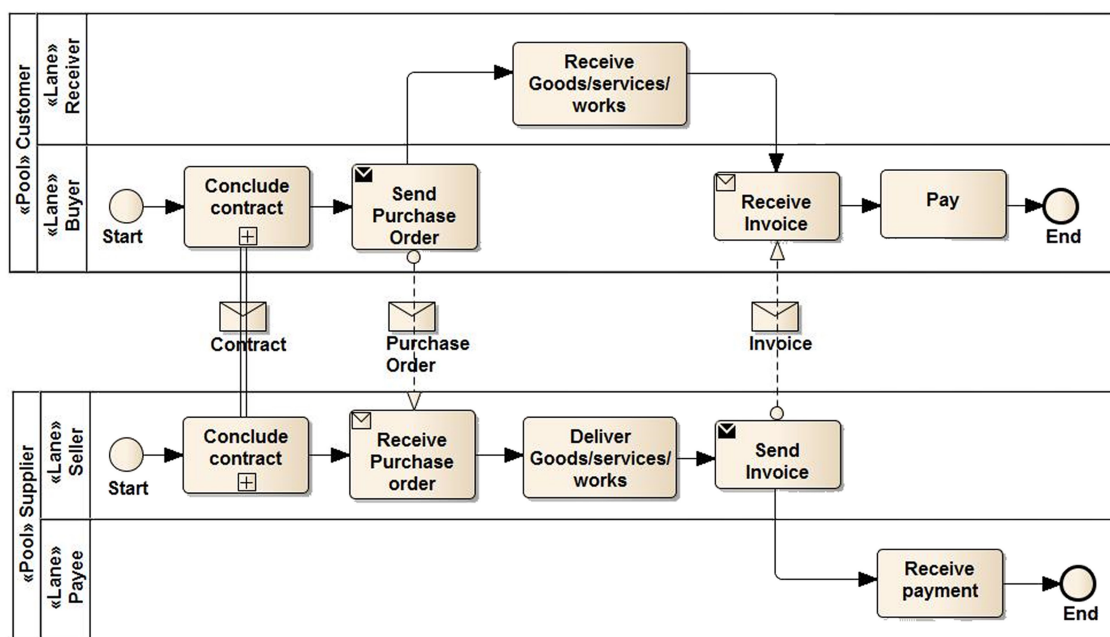 «Pool» Customer
«Lane»
Receiver
Receive
Goods/services/
works
«Lane»
Buyer
Start
Conclude
contract
Send
Purchase
Order
Receive
Invoice
Pay
End
Contract
Purchase
Order
Invoice
«Pool» Supplier
«Lane»
Seller
Start
Conclude
contract
Receive
Purchase
order
Deliver
Goods/services/
works
Send
Invoice
«Lane»
Payee
Receive
payment
End